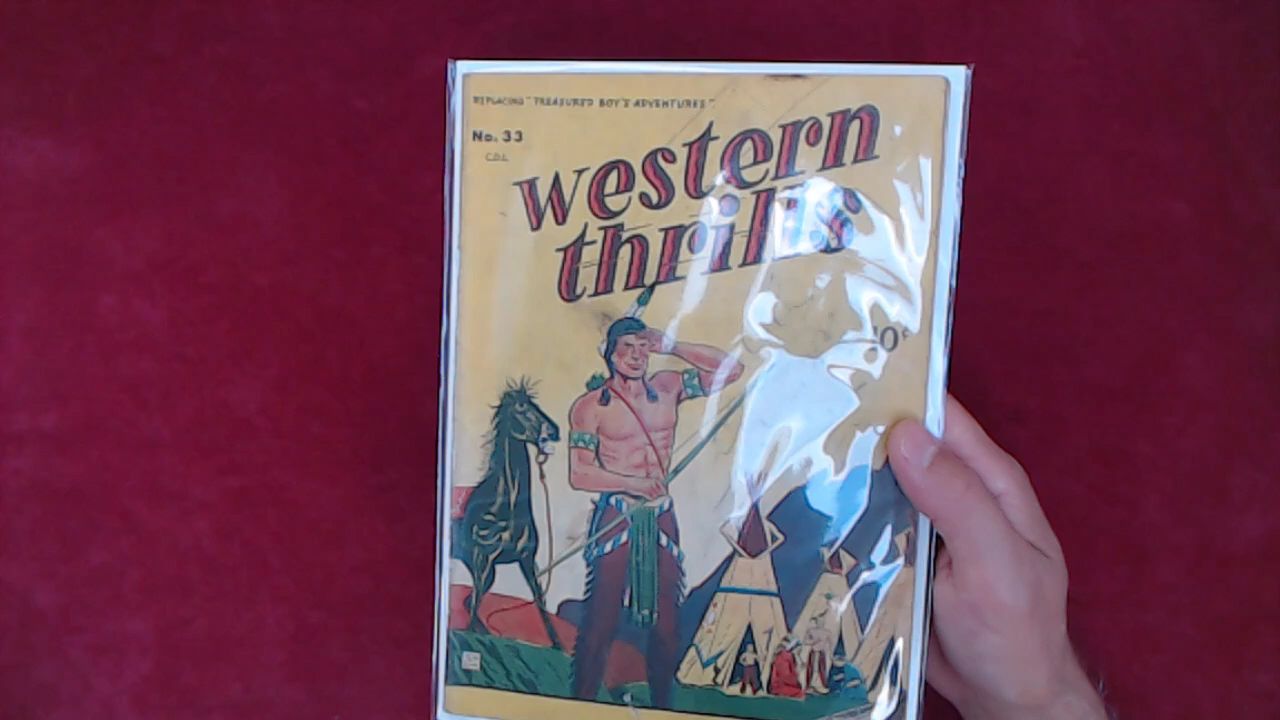 REPLACING "TREASURED BOY'S ADVENTURES"
No. 33
C.D.L.
western
thrills
10¢